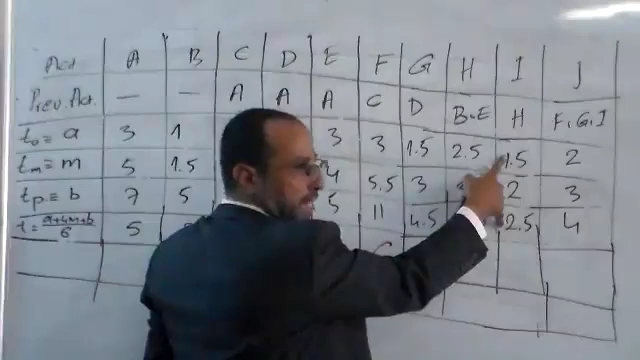 Act. A B C D E F G H I J
Prev. Act. — — A A A C D B.E H F.G.I
to = a 3 1 3 3 1.5 2.5 1.5 2
tm = m 5 1.5 4 5.5 3 2 3
tp = b 7 5 5 11 4.5 2.5 4
t = a+4m+b/6 5